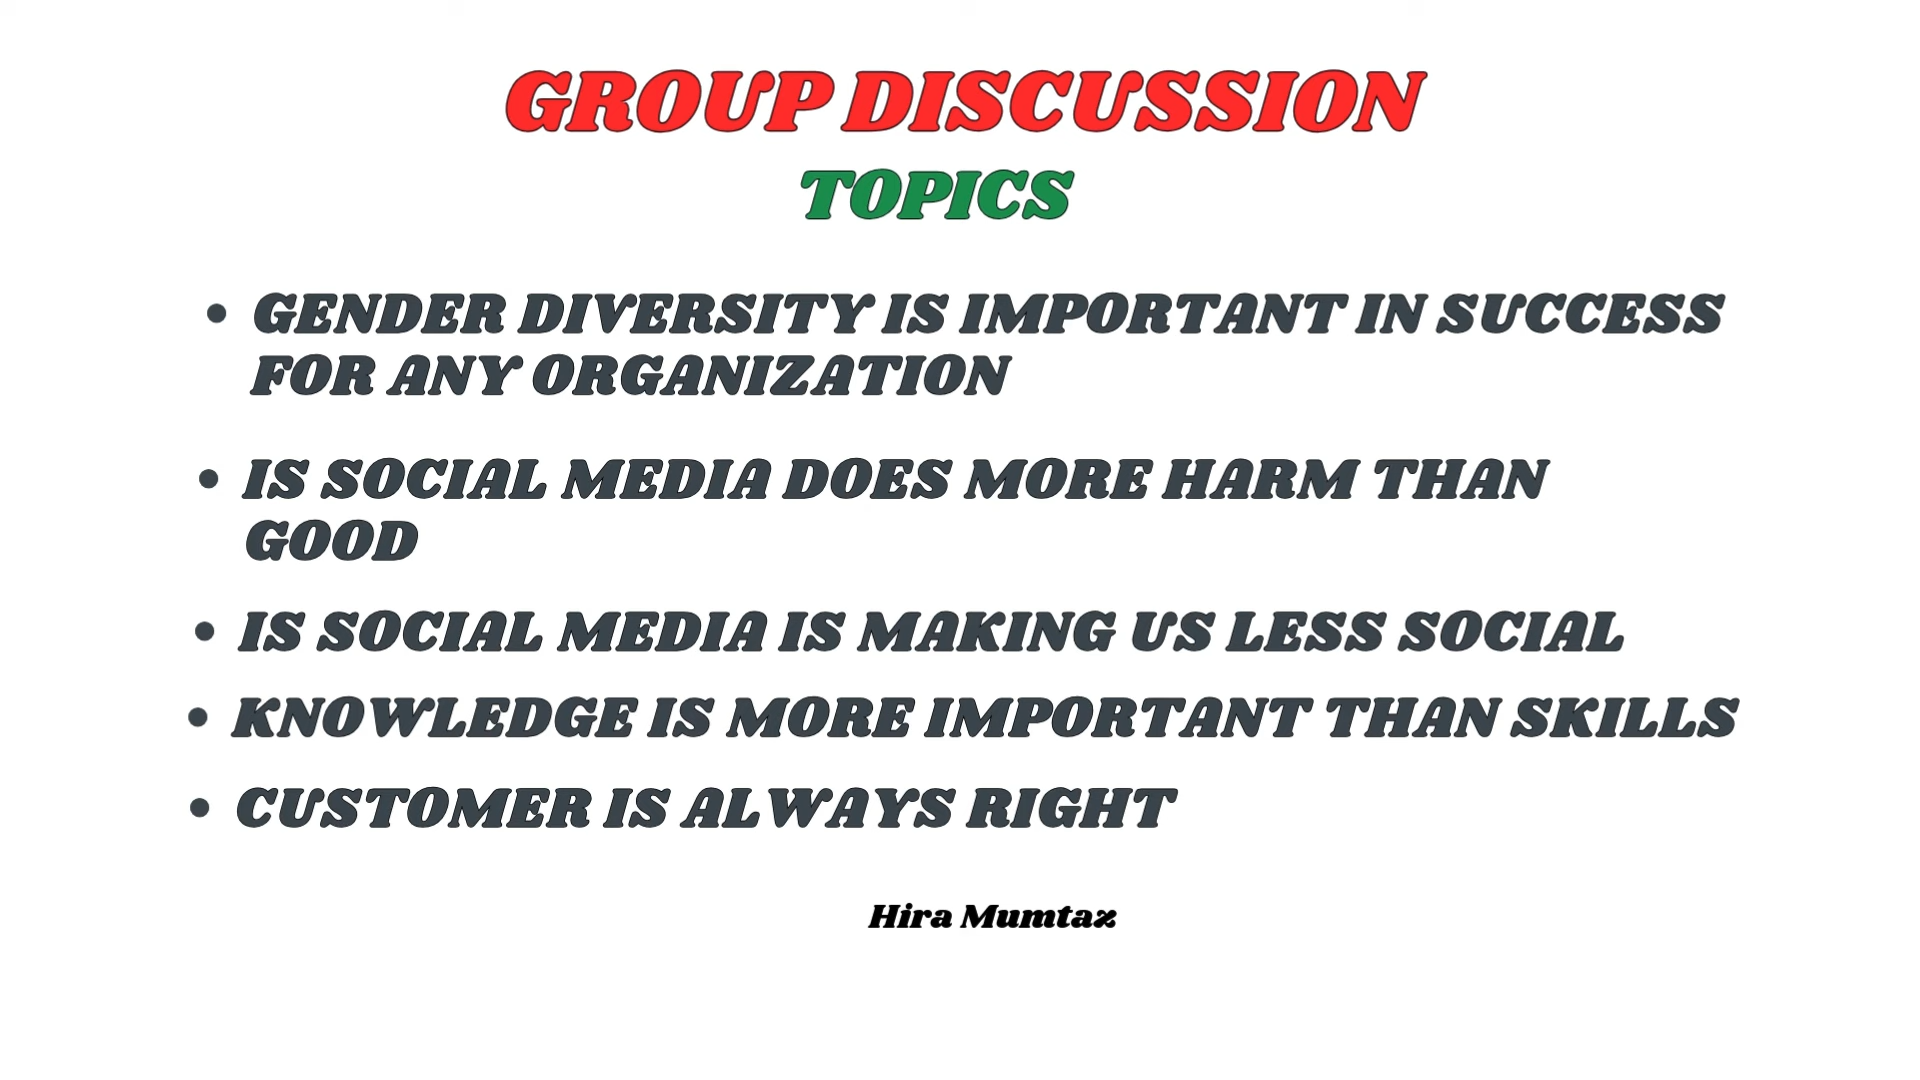 GROUP DISCUSSION
TOPICS
• GENDER DIVERSITY IS IMPORTANT IN SUCCESS
FOR ANY ORGANIZATION
• IS SOCIAL MEDIA DOES MORE HARM THAN
GOOD
• IS SOCIAL MEDIA IS MAKING US LESS SOCIAL
• KNOWLEDGE IS MORE IMPORTANT THAN SKILLS
• CUSTOMER IS ALWAYS RIGHT
Hira Mumtaz